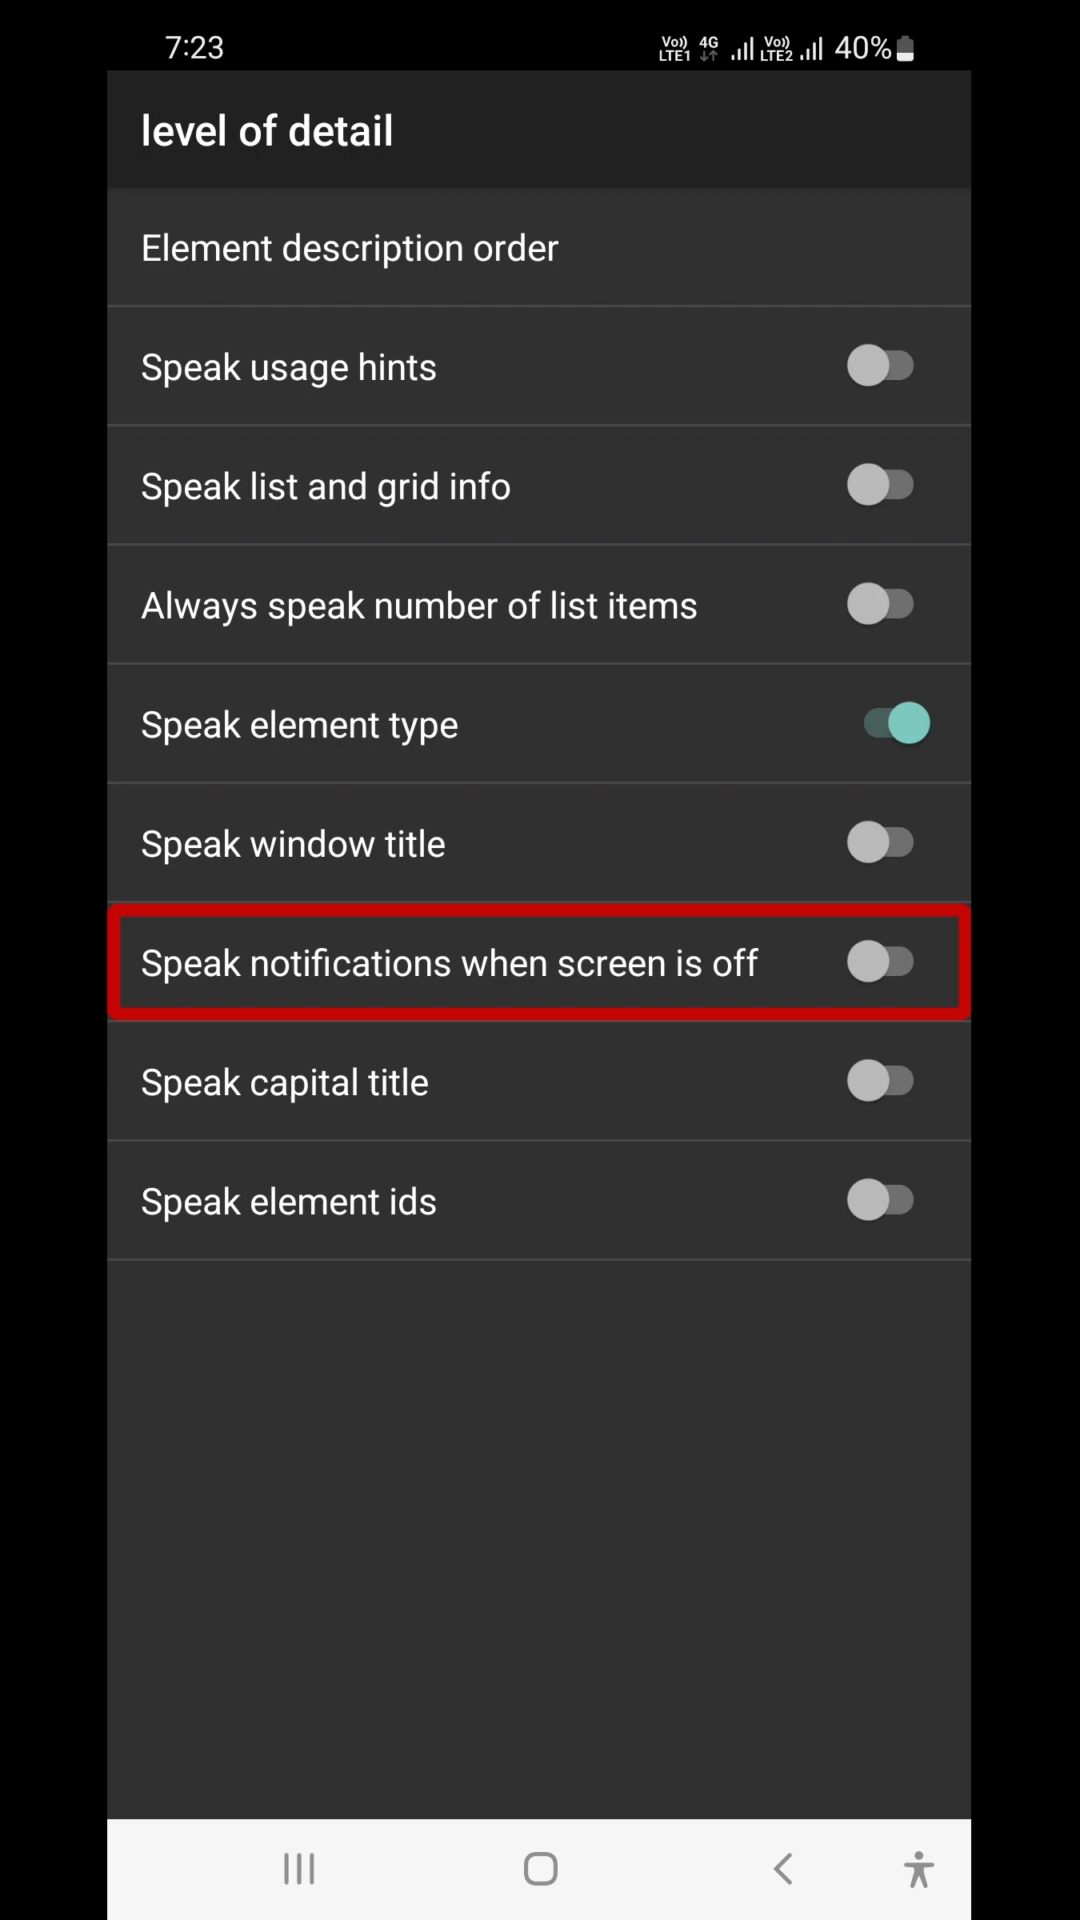 7:23
Vo)) LTE1 4G Vo)) LTE2 40%
level of detail
Element description order
Speak usage hints
Speak list and grid info
Always speak number of list items
Speak element type
Speak window title
Speak notifications when screen is off
Speak capital title
Speak element ids